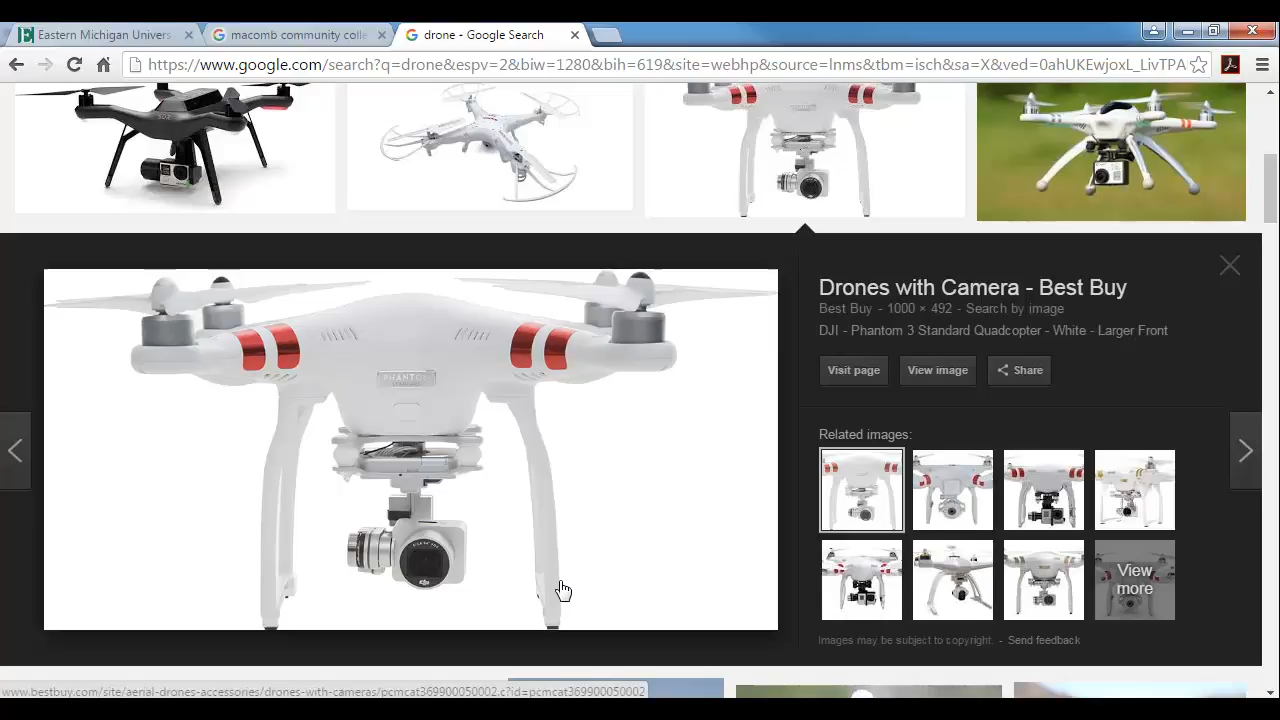 Eastern Michigan Univers
macomb community colle
drone - Google Search
https://www.google.com/search?q=drone&espv=2&biw=1280&bih=619&site=webhp&source=lnms&tbm=isch&sa=X&ved=0ahUKEwjoxL_LivTPA
Drones with Camera - Best Buy
Best Buy - 1000 × 492 - Search by image
DJI - Phantom 3 Standard Quadcopter - White - Larger Front
Visit page
View image
Share
PHANTOM
Related images:
View
more
Images may be subject to copyright. - Send feedback
www.bestbuy.com/site/aerial-drones-accessories/drones-with-cameras/pcmcat369900050002.c?id=pcmcat369900050002